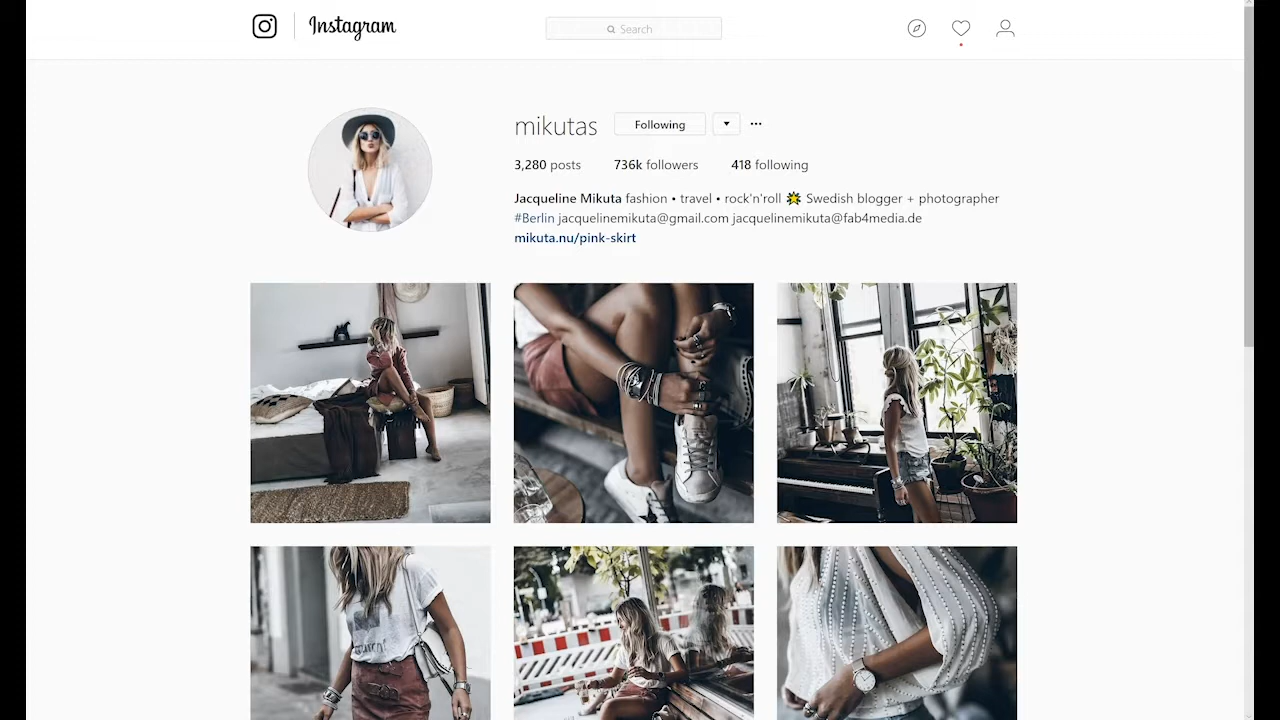 Instagram
Search
mikutas
Following
3,280 posts 736k followers 418 following
Jacqueline Mikuta fashion • travel • rock'n'roll Swedish blogger + photographer
#Berlin jacquelinemikuta@gmail.com jacquelinemikuta@fab4media.de
mikuta.nu/pink-skirt